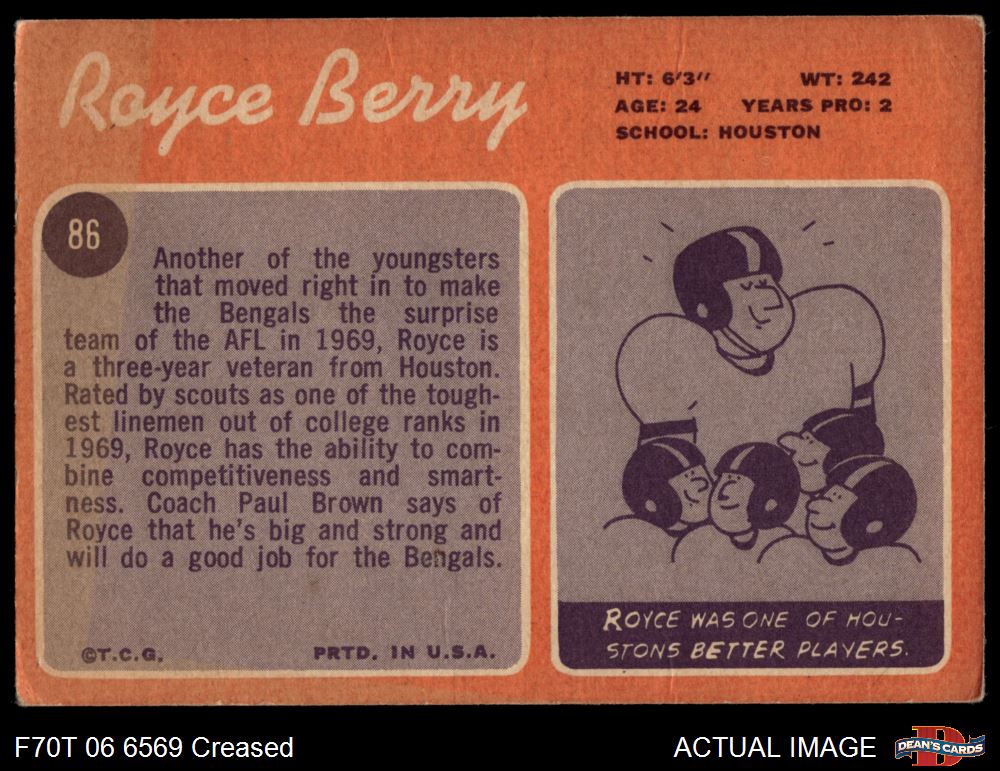 Royce Berry
HT: 6'3" WT: 242
AGE: 24 YEARS PRO: 2
SCHOOL: HOUSTON
86
Another of the youngsters
that moved right in to make
the Bengals the surprise
team of the AFL in 1969, Royce is
a three-year veteran from Houston.
Rated by scouts as one of the tough-
est linemen out of college ranks in
1969, Royce has the ability to com-
bine competitiveness and smart-
ness. Coach Paul Brown says of
Royce that he's big and strong and
will do a good job for the Bengals.
©T.C.G. PRTD. IN U.S.A.
ROYCE WAS ONE OF HOU-
STONS BETTER PLAYERS.
F70T 06 6569 Creased
ACTUAL IMAGE
D
DEAN'S CARDS